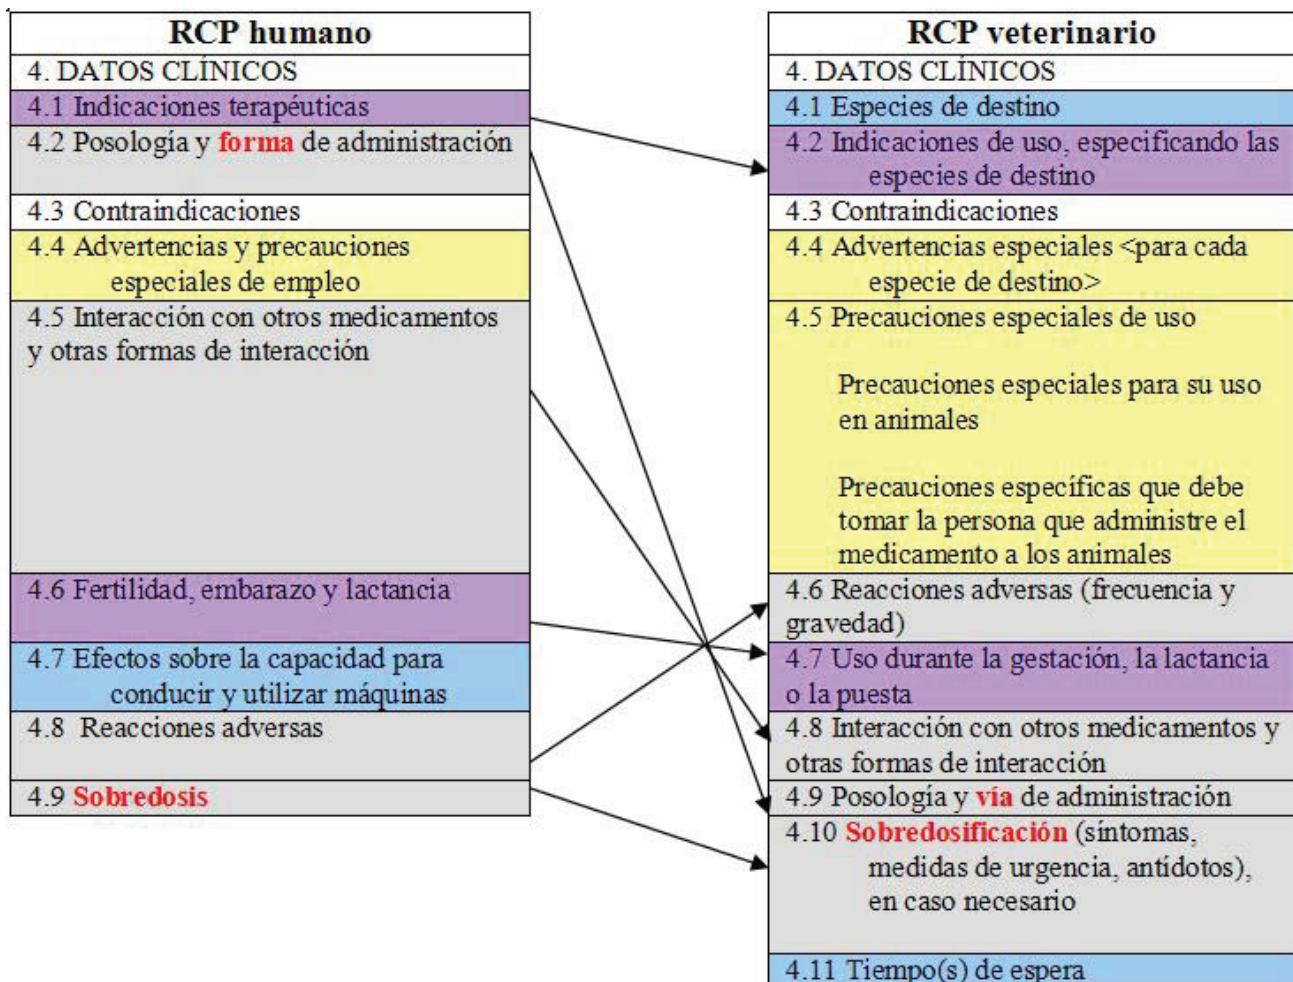 RCP humano
4. DATOS CLÍNICOS
4.1 Indicaciones terapéuticas
4.2 Posología y forma de administración
4.3 Contraindicaciones
4.4 Advertencias y precauciones
especiales de empleo
4.5 Interacción con otros medicamentos
y otras formas de interacción
4.6 Fertilidad, embarazo y lactancia
4.7 Efectos sobre la capacidad para
conducir y utilizar máquinas
4.8 Reacciones adversas
4.9 Sobredosis
RCP veterinario
4. DATOS CLÍNICOS
4.1 Especies de destino
4.2 Indicaciones de uso, especificando las
especies de destino
4.3 Contraindicaciones
4.4 Advertencias especiales <para cada
especie de destino>
4.5 Precauciones especiales de uso
Precauciones especiales para su uso
en animales
Precauciones específicas que debe
tomar la persona que administre el
medicamento a los animales
4.6 Reacciones adversas (frecuencia y
gravedad)
4.7 Uso durante la gestación, la lactancia
o la puesta
4.8 Interacción con otros medicamentos y
otras formas de interacción
4.9 Posología y vía de administración
4.10 Sobredosificación (síntomas,
medidas de urgencia, antídotos),
en caso necesario
4.11 Tiempo(s) de espera